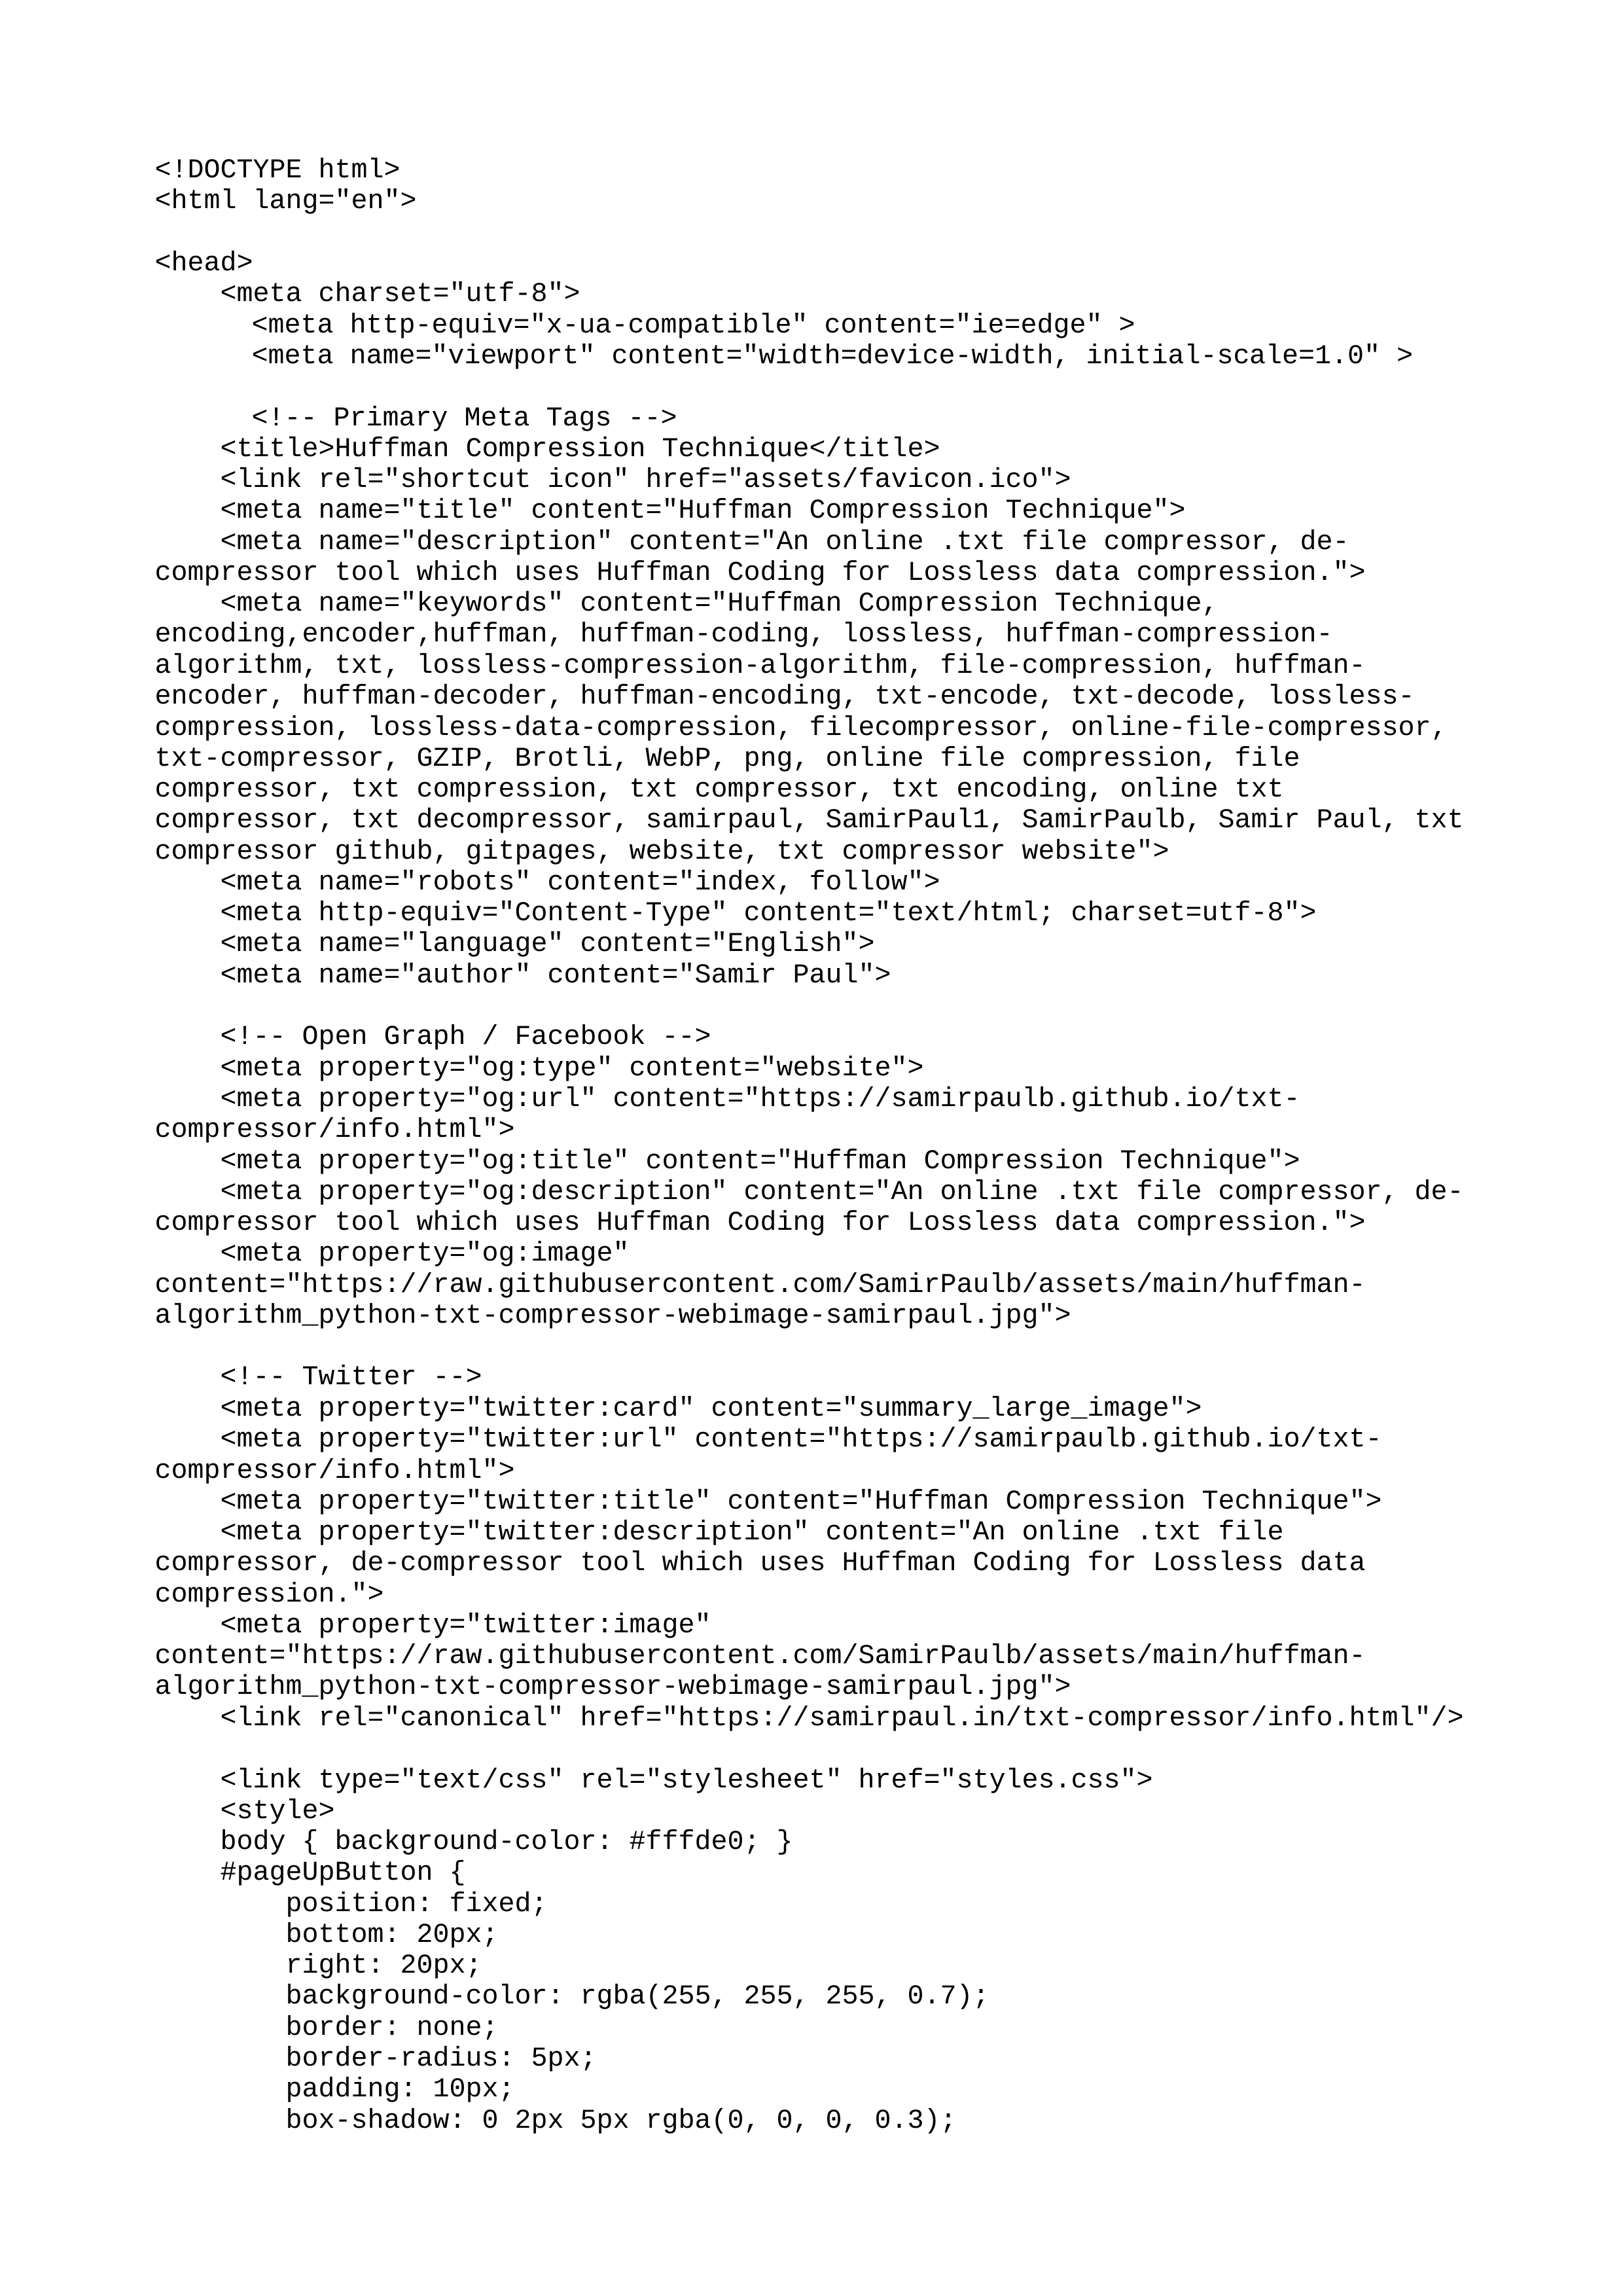 <!DOCTYPE html>
<html lang="en">

<head>
    <meta charset="utf-8">
      <meta http-equiv="x-ua-compatible" content="ie=edge" >
      <meta name="viewport" content="width=device-width, initial-scale=1.0" >

      <!-- Primary Meta Tags -->
    <title>Huffman Compression Technique</title>
    <link rel="shortcut icon" href="assets/favicon.ico">
    <meta name="title" content="Huffman Compression Technique">
    <meta name="description" content="An online .txt file compressor, de-
compressor tool which uses Huffman Coding for Lossless data compression.">
    <meta name="keywords" content="Huffman Compression Technique,
encoding,encoder,huffman, huffman-coding, lossless, huffman-compression-
algorithm, txt, lossless-compression-algorithm, file-compression, huffman-
encoder, huffman-decoder, huffman-encoding, txt-encode, txt-decode, lossless-
compression, lossless-data-compression, filecompressor, online-file-compressor,
txt-compressor, GZIP, Brotli, WebP, png, online file compression, file
compressor, txt compression, txt compressor, txt encoding, online txt
compressor, txt decompressor, samirpaul, SamirPaul1, SamirPaulb, Samir Paul, txt
compressor github, gitpages, website, txt compressor website">
    <meta name="robots" content="index, follow">
    <meta http-equiv="Content-Type" content="text/html; charset=utf-8">
    <meta name="language" content="English">
    <meta name="author" content="Samir Paul">

    <!-- Open Graph / Facebook -->
    <meta property="og:type" content="website">
    <meta property="og:url" content="https://samirpaulb.github.io/txt-
compressor/info.html">
    <meta property="og:title" content="Huffman Compression Technique">
    <meta property="og:description" content="An online .txt file compressor, de-
compressor tool which uses Huffman Coding for Lossless data compression.">
    <meta property="og:image"
content="https://raw.githubusercontent.com/SamirPaulb/assets/main/huffman-
algorithm_python-txt-compressor-webimage-samirpaul.jpg">

    <!-- Twitter -->
    <meta property="twitter:card" content="summary_large_image">
    <meta property="twitter:url" content="https://samirpaulb.github.io/txt-
compressor/info.html">
    <meta property="twitter:title" content="Huffman Compression Technique">
    <meta property="twitter:description" content="An online .txt file
compressor, de-compressor tool which uses Huffman Coding for Lossless data
compression.">
    <meta property="twitter:image"
content="https://raw.githubusercontent.com/SamirPaulb/assets/main/huffman-
algorithm_python-txt-compressor-webimage-samirpaul.jpg">
    <link rel="canonical" href="https://samirpaul.in/txt-compressor/info.html"/>

    <link type="text/css" rel="stylesheet" href="styles.css">
    <style>
    body { background-color: #fffde0; }
    #pageUpButton {
        position: fixed;
        bottom: 20px;
        right: 20px;
        background-color: rgba(255, 255, 255, 0.7);
        border: none;
        border-radius: 5px;
        padding: 10px;
        box-shadow: 0 2px 5px rgba(0, 0, 0, 0.3);